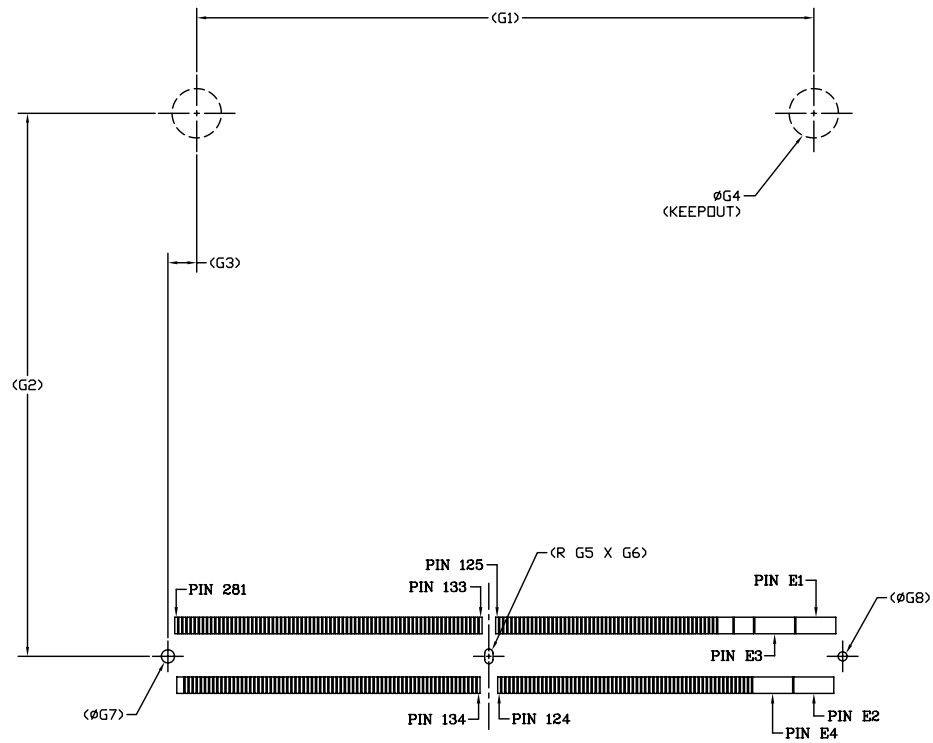 (G1)
ØG4
(KEEPOUT)
(G3)
(G2)
(R G5 X G6)
PIN 125
PIN 133
PIN E1
PIN 281
(ØG8)
PIN E3
(ØG7)
PIN 134
PIN 124
PIN E2
PIN E4